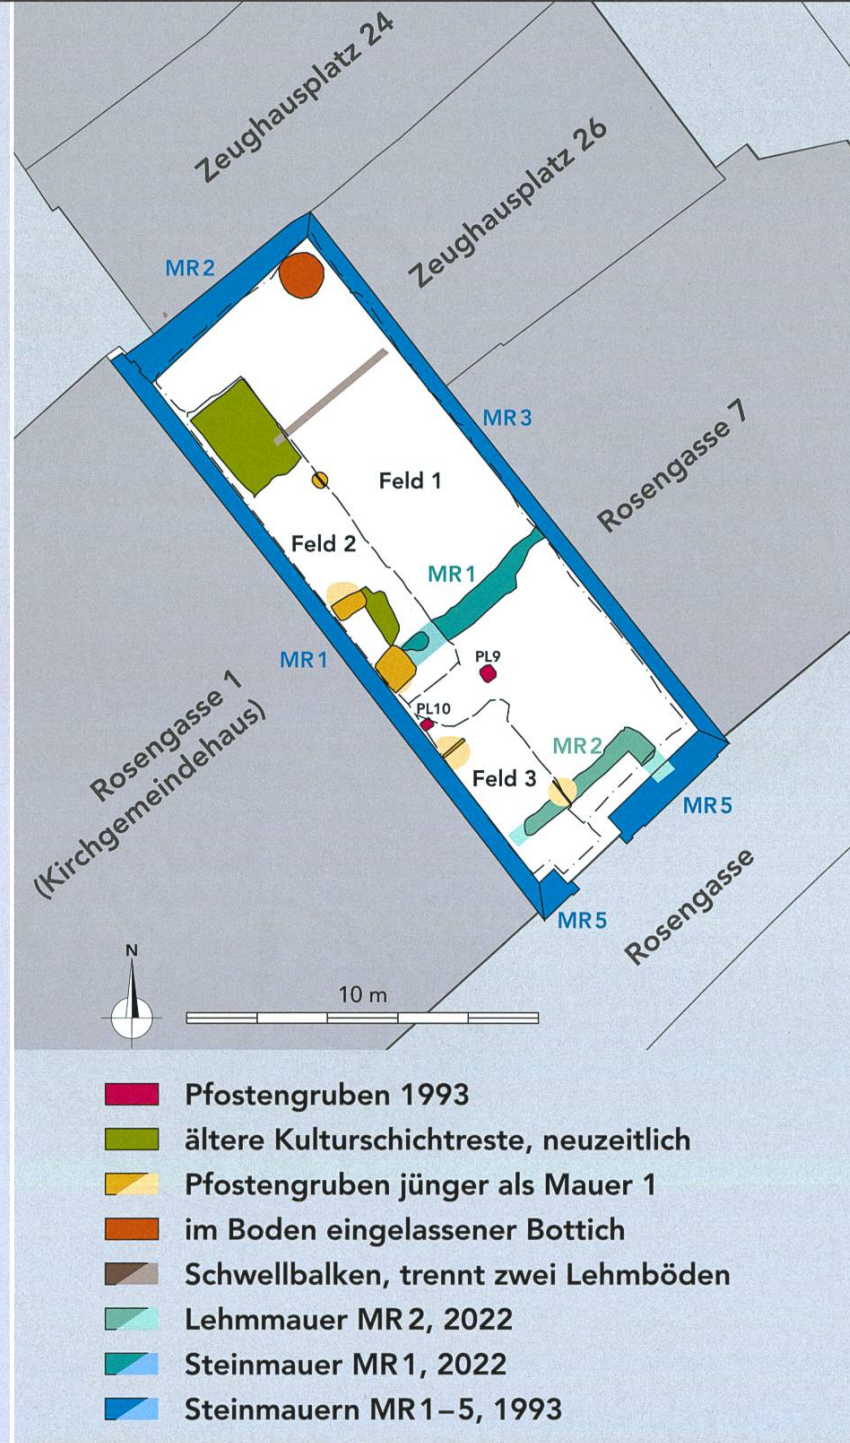 Zeughausplatz 24
Zeughausplatz 26
MR2
MR3
Rosengasse 7
Feld 1
Feld 2
MR1
MR1
PL9
PL10
Rosengasse 1
(Kirchgemeindehaus)
MR2
Feld 3
MR5
Rosengasse
MR5
N
10 m
Pfostengruben 1993
ältere Kulturschichtreste, neuzeitlich
Pfostengruben jünger als Mauer 1
im Boden eingelassener Bottich
Schwellbalken, trennt zwei Lehmböden
Lehmmauer MR2, 2022
Steinmauer MR1, 2022
Steinmauern MR1–5, 1993